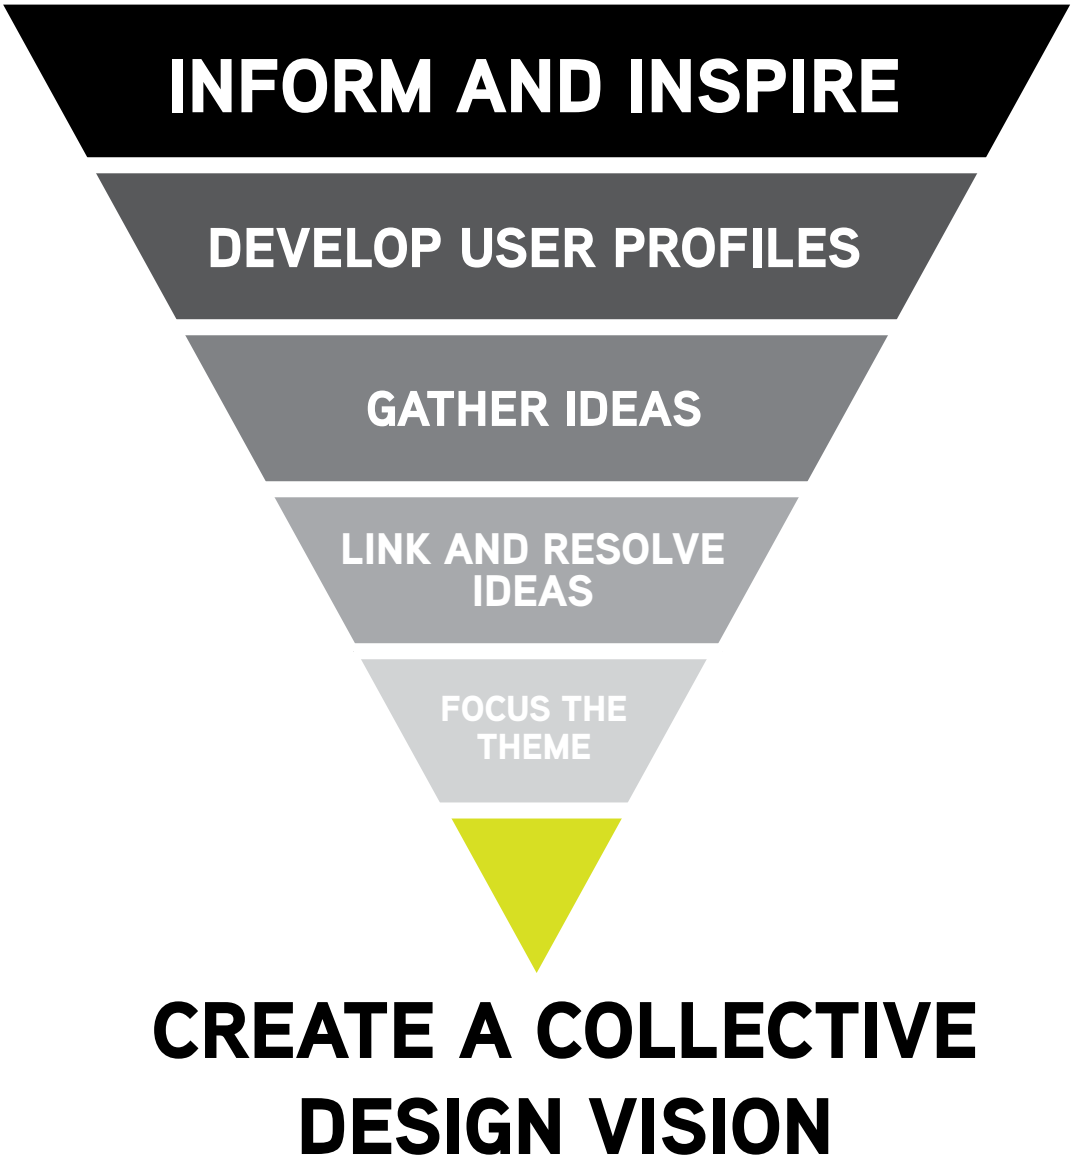 INFORM AND INSPIRE
DEVELOP USER PROFILES
GATHER IDEAS
LINK AND RESOLVE
IDEAS
FOCUS THE
THEME
CREATE A COLLECTIVE
DESIGN VISION